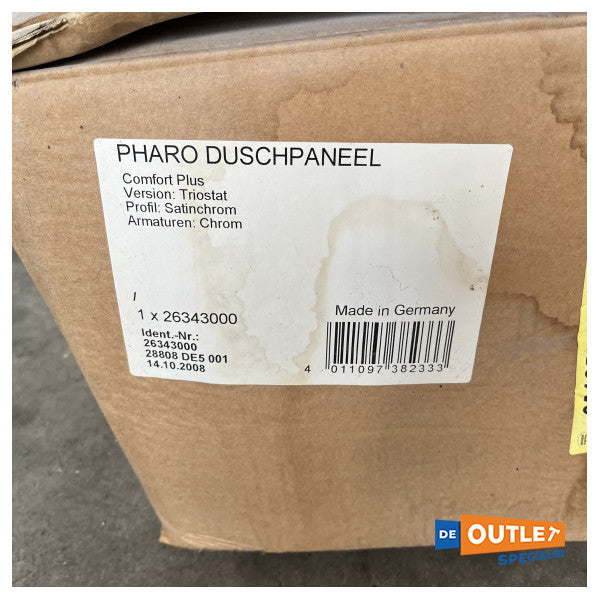 PHARO DUSCHPANEEL
Comfort Plus
Version: Triostat
Profil: Satinchrom
Armaturen: Chrom
/
1 x 26343000
Made in Germany
Ident.-Nr.:
26343000
28808 DE5 001
14.10.2008
4 011097 382333
DE OUTLET
SPECIALIST